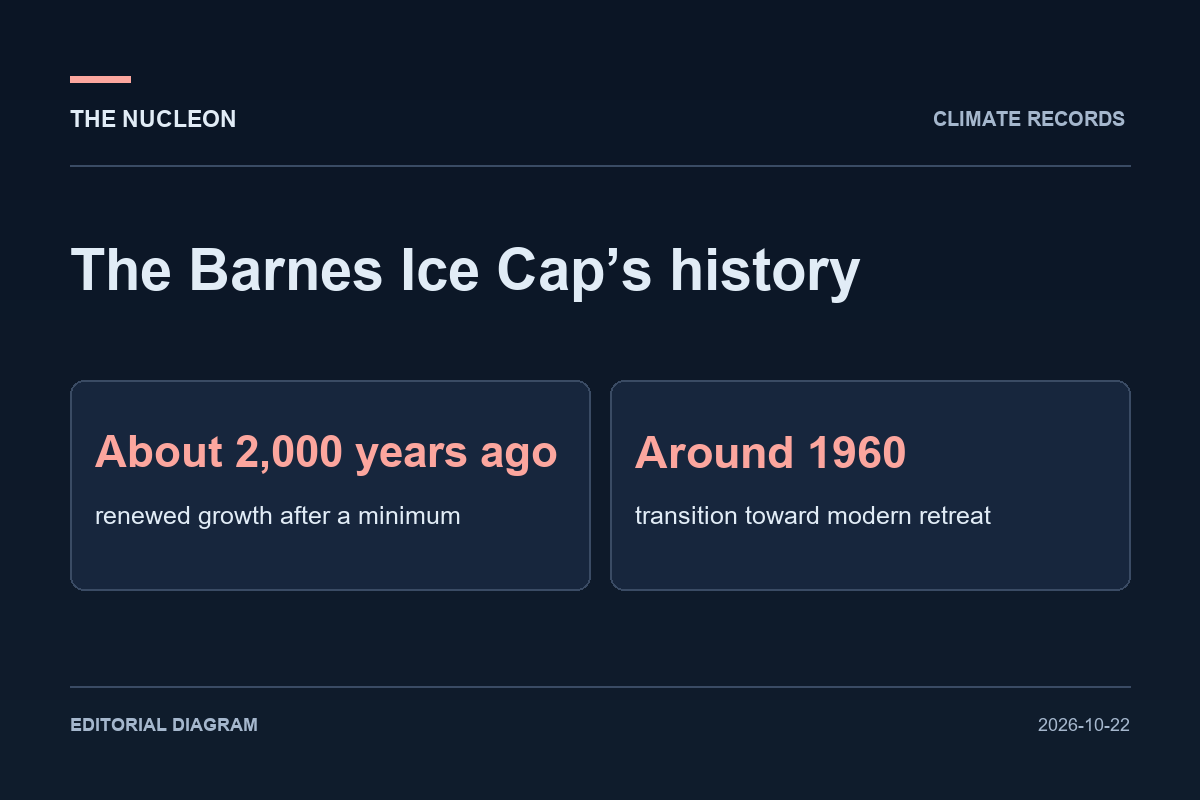 THE NUCLEON
CLIMATE RECORDS
The Barnes Ice Cap’s history
About 2,000 years ago
renewed growth after a minimum
Around 1960
transition toward modern retreat
EDITORIAL DIAGRAM
2026-10-22